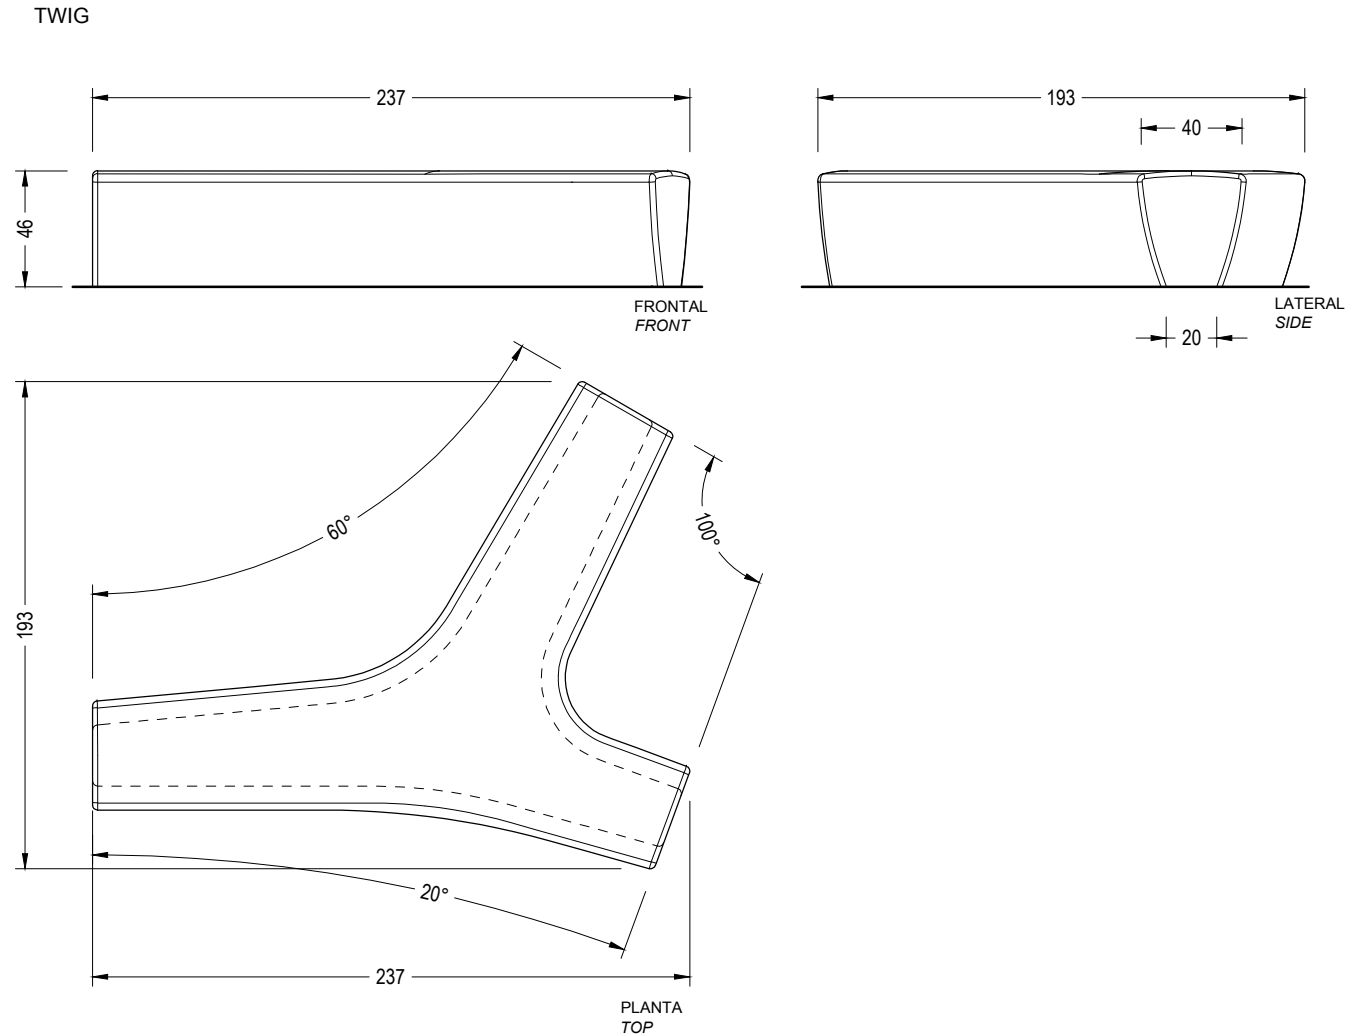 TWIG
237
193
40
46
FRONTAL
FRONT
LATERAL
SIDE
20
60°
100°
193
20°
237
PLANTA
TOP